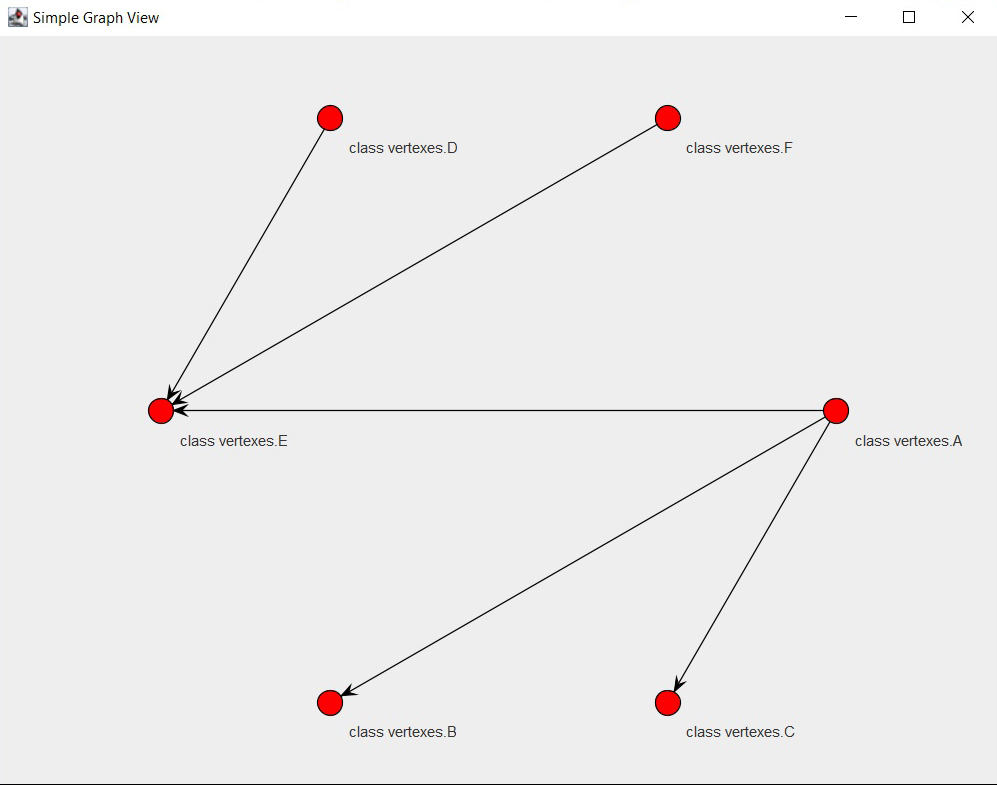 Simple Graph View
class vertexes.D
class vertexes.F
class vertexes.E
class vertexes.A
class vertexes.B
class vertexes.C